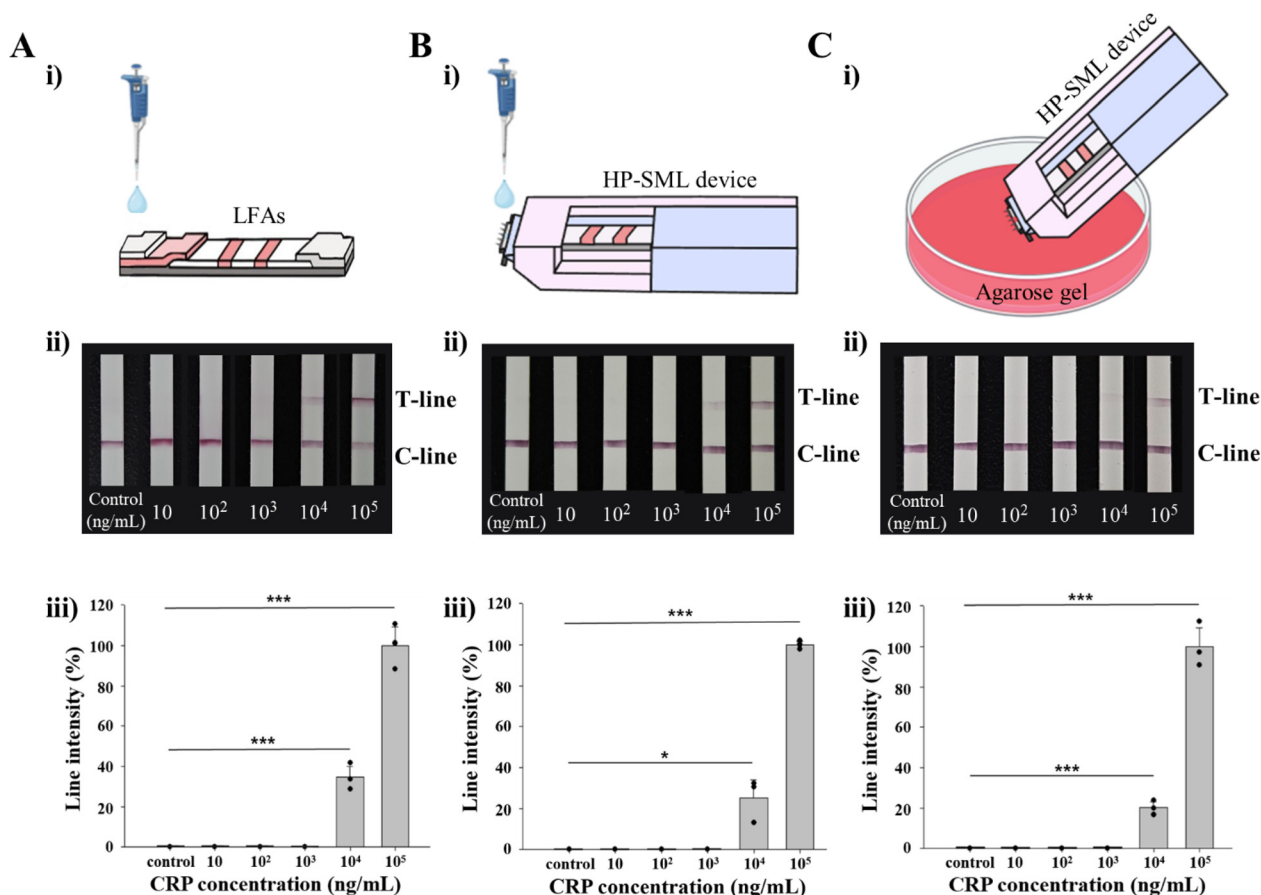 A
i)
LFAs
ii)
T-line
C-line
Control
(ng/mL)
10
10²
10³
10⁴
10⁵
iii)
Line intensity (%)
120
100
80
60
40
20
0
***
***
control
10
10²
10³
10⁴
10⁵
CRP concentration (ng/mL)
B
i)
HP-SML device
ii)
T-line
C-line
Control
(ng/mL)
10
10²
10³
10⁴
10⁵
iii)
Line intensity (%)
120
100
80
60
40
20
0
***
*
control
10
10²
10³
10⁴
10⁵
CRP concentration (ng/mL)
C
i)
HP-SML device
Agarose gel
ii)
T-line
C-line
Control
(ng/mL)
10
10²
10³
10⁴
10⁵
iii)
Line intensity (%)
120
100
80
60
40
20
0
***
***
control
10
10²
10³
10⁴
10⁵
CRP concentration (ng/mL)